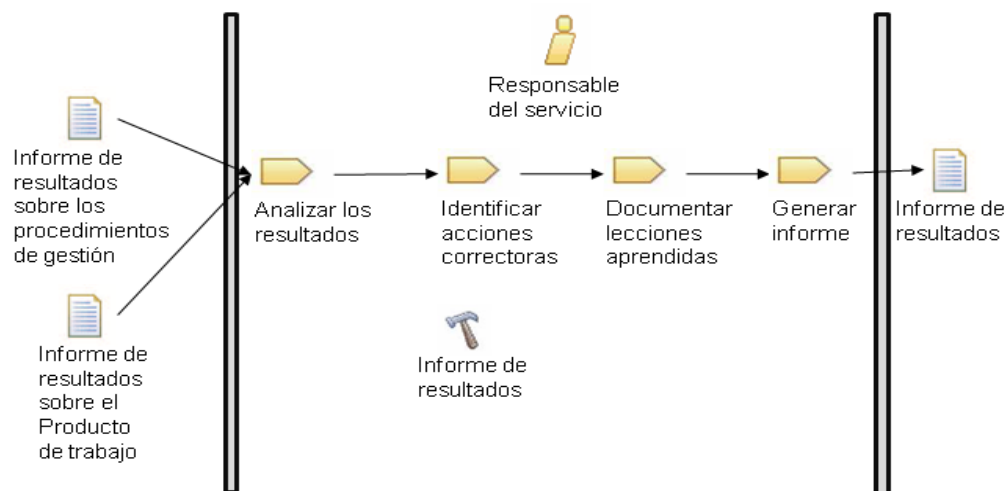 Responsable
del servicio
Informe de
resultados
sobre los
procedimientos
de gestión
Analizar los
resultados
Identificar
acciones
correctoras
Documentar
lecciones
aprendidas
Generar
informe
Informe de
resultados
Informe de
resultados
sobre el
Producto
de trabajo
Informe de
resultados